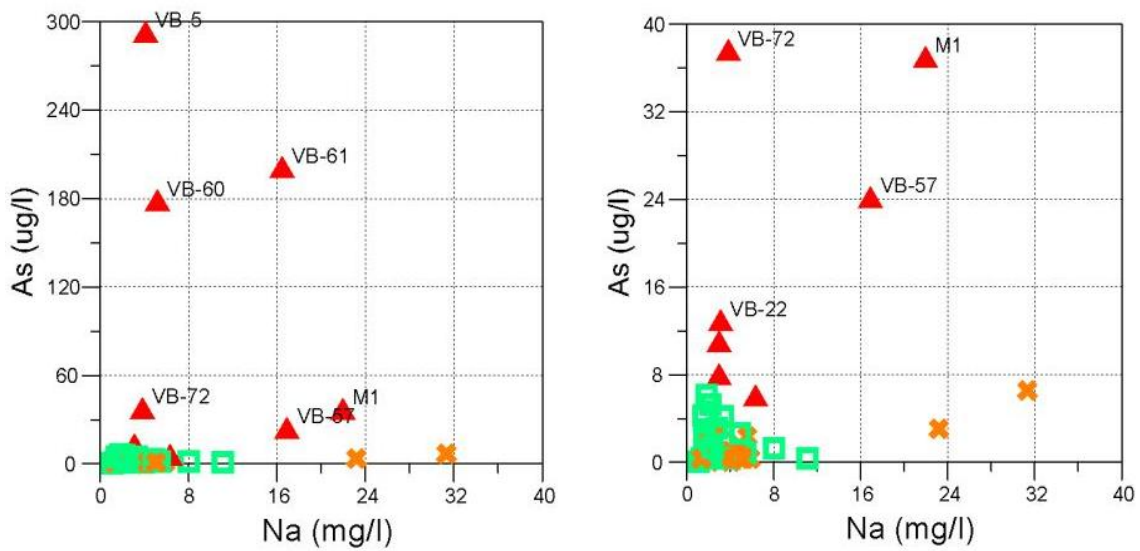 300
240
180
120
60
0
As (ug/l)
VB-5
VB-61
VB-60
VB-72
M1
VB-57
0 8 16 24 32 40
Na (mg/l)
40
32
24
16
8
0
As (ug/l)
VB-72
M1
VB-57
VB-22
0 8 16 24 32 40
Na (mg/l)